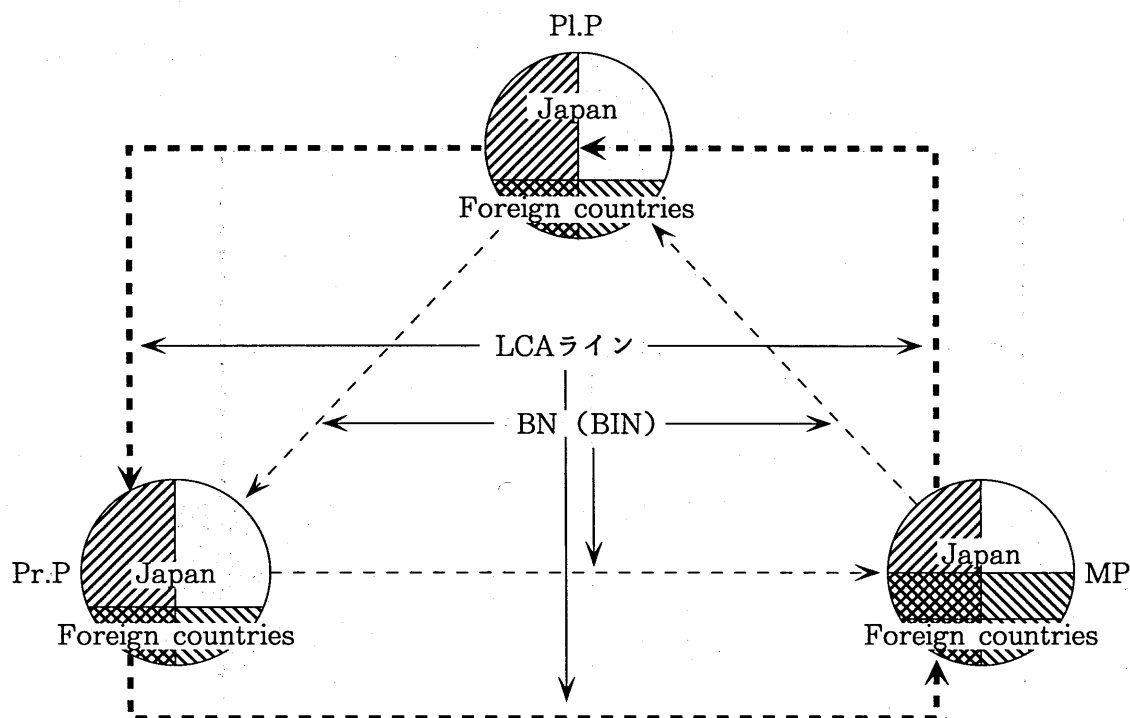 Pl.P
Japan
Foreign countries
LCAライン
BN（BIN）
Pr.P
Japan
Foreign countries
Japan
MP
Foreign countries